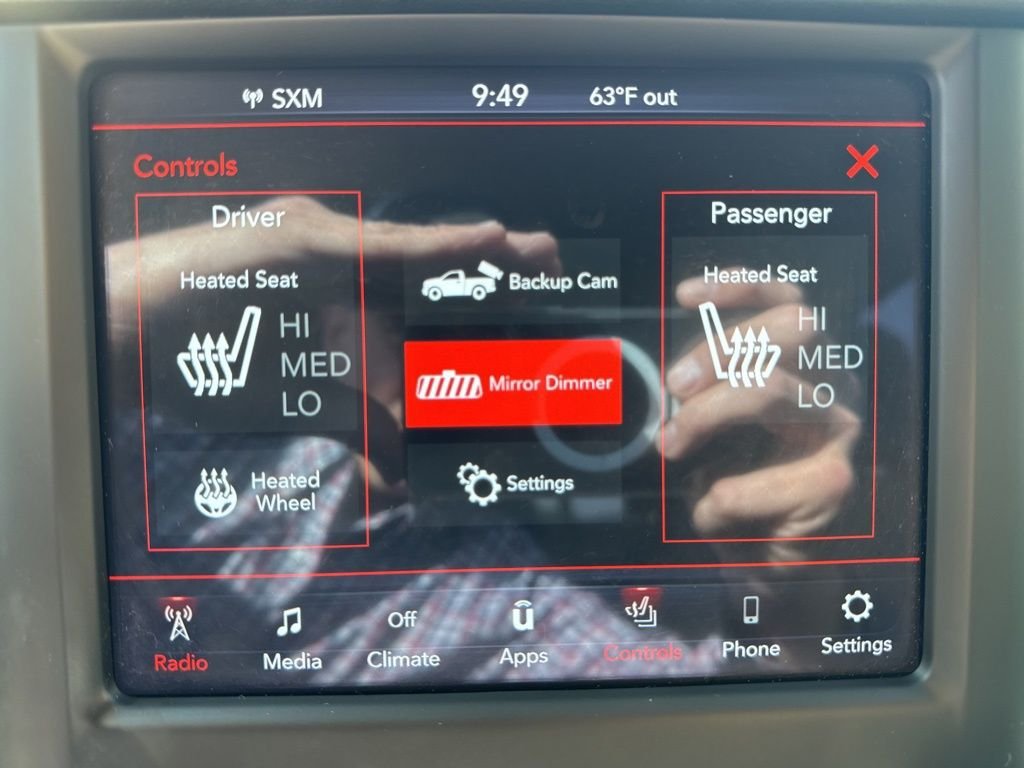 SXM 9:49 63°F out
Controls
Driver
Heated Seat
HI
MED
LO
Heated
Wheel
Backup Cam
Mirror Dimmer
Settings
Passenger
Heated Seat
HI
MED
LO
Radio
Media
Off
Climate
Apps
Controls
Phone
Settings